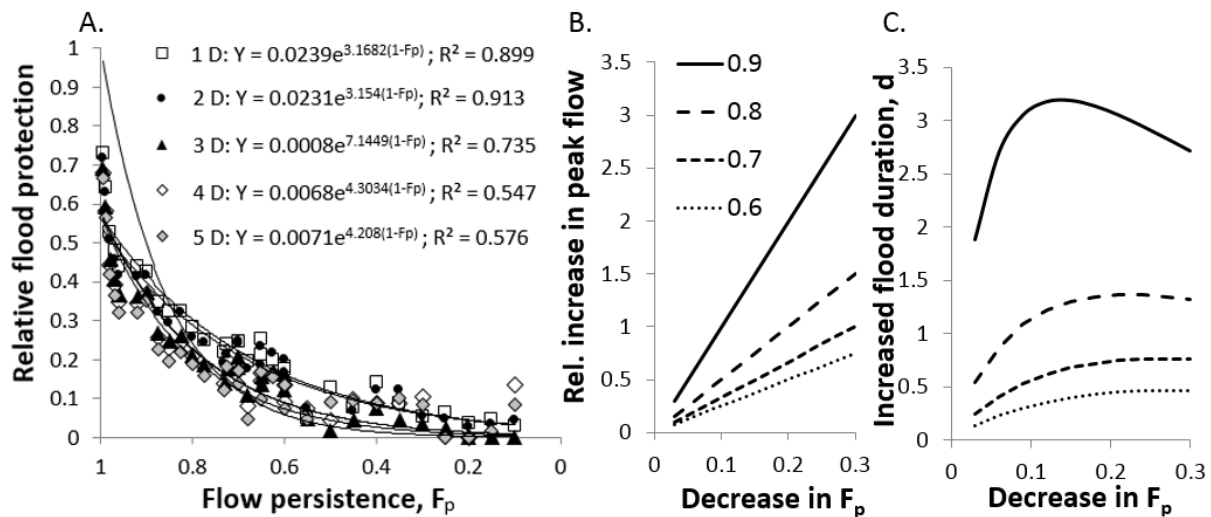 A.
1
0.9
0.8
0.7
0.6
0.5
0.4
0.3
0.2
0.1
0
Relative flood protection
1 D: Y = 0.0239e^3.1682(1-Fp) ; R² = 0.899
2 D: Y = 0.0231e^3.154(1-Fp) ; R² = 0.913
3 D: Y = 0.0008e^7.1449(1-Fp) ; R² = 0.735
4 D: Y = 0.0068e^4.3034(1-Fp) ; R² = 0.547
5 D: Y = 0.0071e^4.208(1-Fp) ; R² = 0.576
1 0.8 0.6 0.4 0.2 0
Flow persistence, Fp
B.
3.5
3
2.5
2
1.5
1
0.5
0
Rel. increase in peak flow
0.9
0.8
0.7
0.6
0 0.1 0.2 0.3
Decrease in Fp
C.
3.5
3
2.5
2
1.5
1
0.5
0
Increased flood duration, d
0 0.1 0.2 0.3
Decrease in Fp